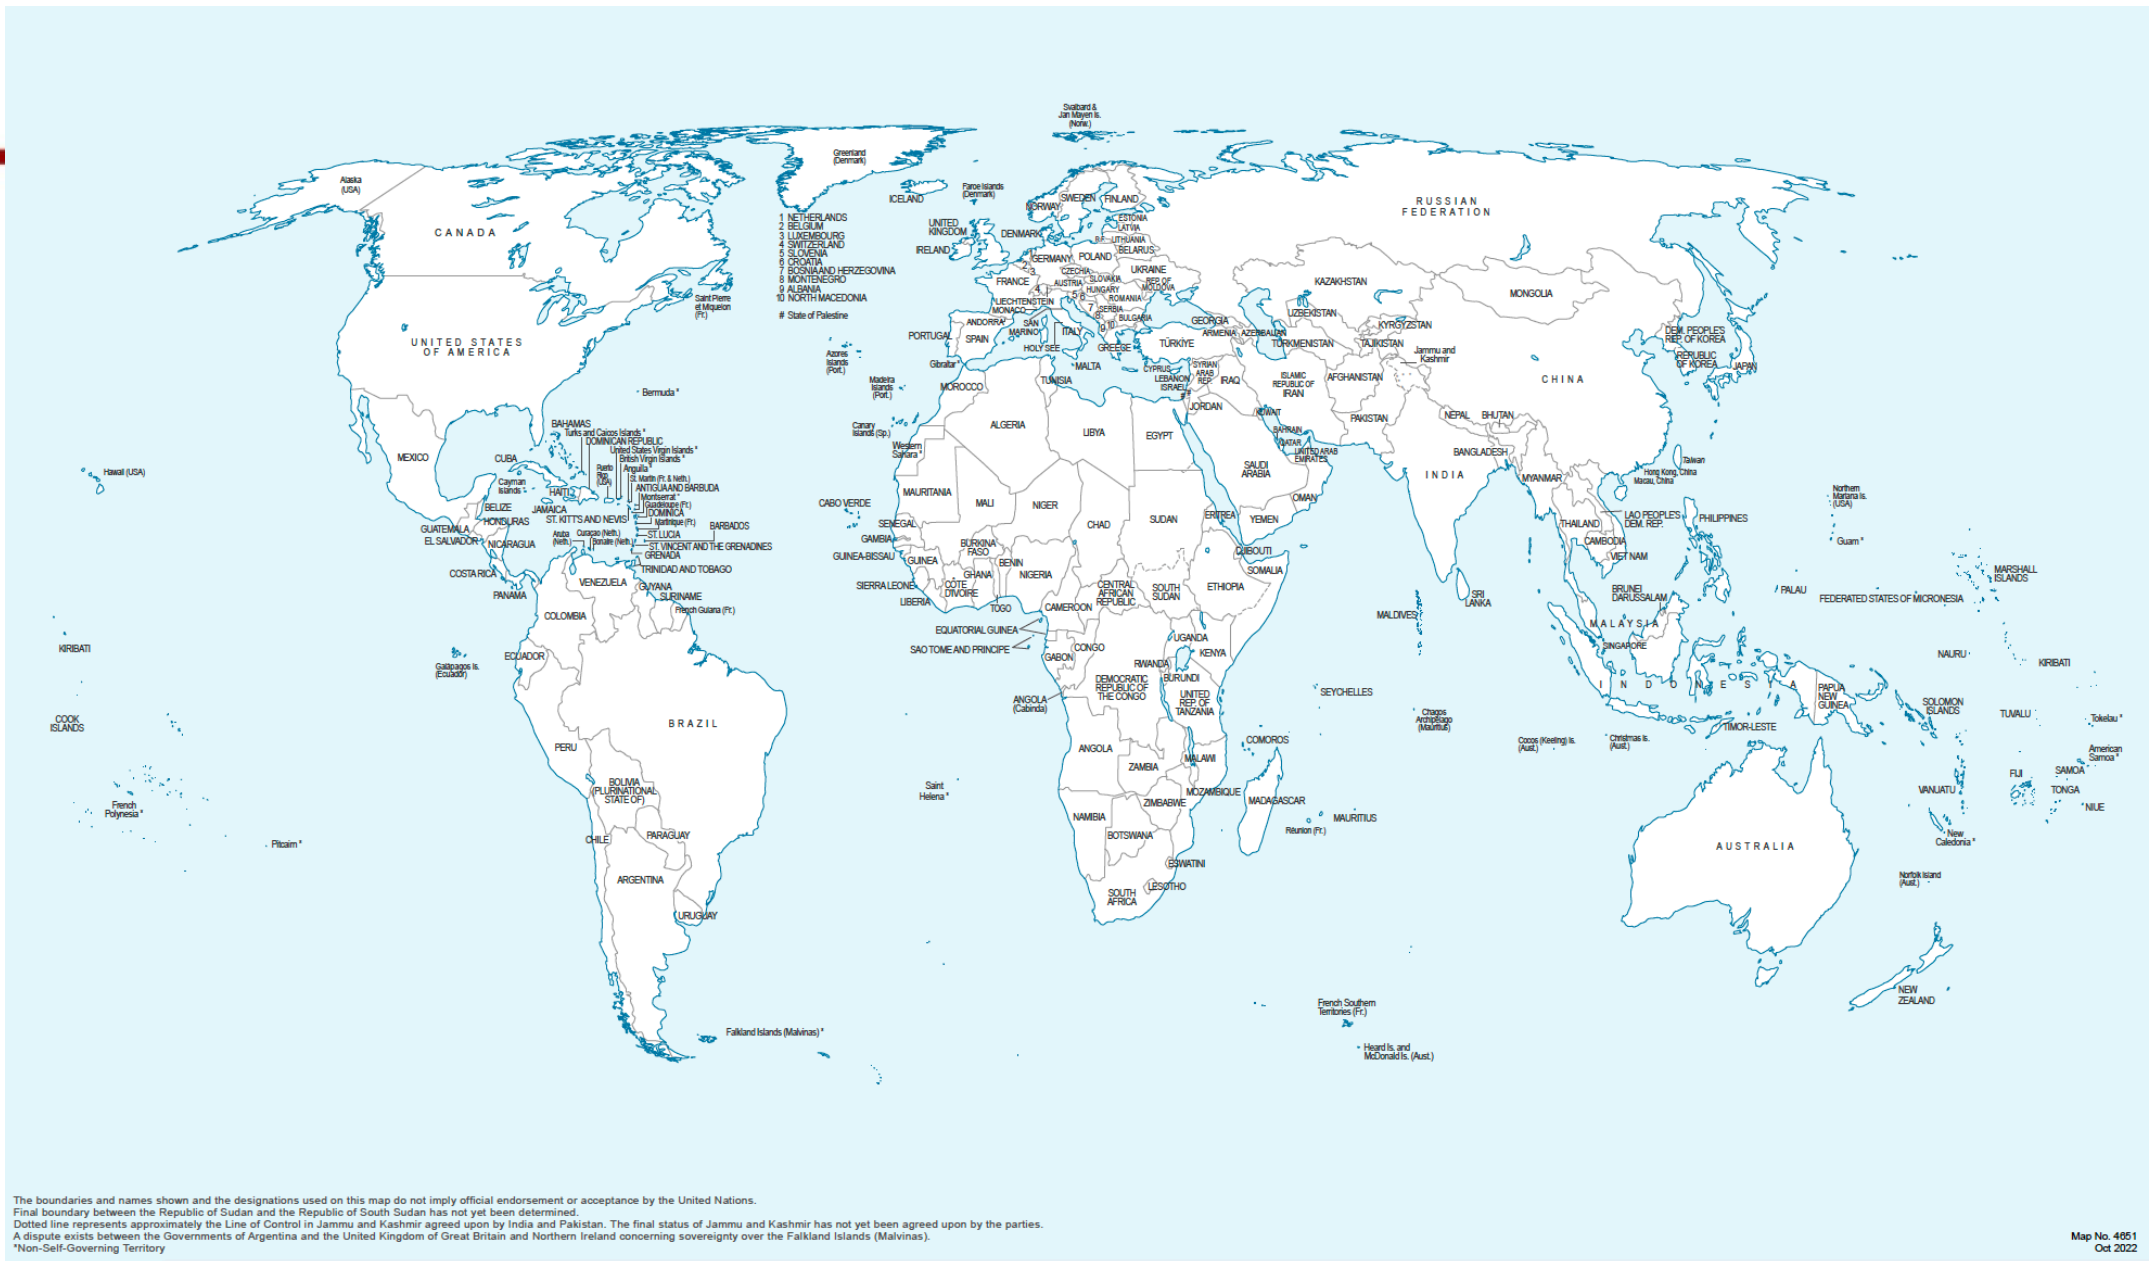 Svalbard &
Jan Mayen Is.
(Norw.)
Greenland
(Denmark)
Alaska
(USA)
ICELAND
Faroe Islands
(Denmark)
NORWAY
SWEDEN
FINLAND
RUSSIAN
FEDERATION
CANADA
1 NETHERLANDS
2 BELGIUM
3 LUXEMBOURG
4 SWITZERLAND
5 SLOVENIA
6 CROATIA
7 BOSNIA AND HERZEGOVINA
8 MONTENEGRO
9 ALBANIA
10 NORTH MACEDONIA
# State of Palestine
UNITED
KINGDOM
IRELAND
DENMARK
ESTONIA
LATVIA
R.F.
LITHUANIA
BELARUS
1
2
3
GERMANY
POLAND
UKRAINE
CZECHIA
SLOVAKIA
FRANCE
4
AUSTRIA
HUNGARY
REP. OF
MOLDOVA
5
6
ROMANIA
LIECHTENSTEIN
MONACO
7
SERBIA
8
BULGARIA
9
10
ANDORRA
SAN
MARINO
ITALY
HOLY SEE
GREECE
PORTUGAL
SPAIN
Gibraltar *
MALTA
TÜRKİYE
GEORGIA
ARMENIA
AZERBAIJAN
CYPRUS
SYRIAN
ARAB
REP.
LEBANON
ISRAEL
#
IRAQ
JORDAN
ISLAMIC
REPUBLIC OF
IRAN
KUWAIT
BAHRAIN
QATAR
UNITED ARAB
EMIRATES
SAUDI
ARABIA
OMAN
YEMEN
KAZAKHSTAN
UZBEKISTAN
KYRGYZSTAN
TURKMENISTAN
TAJIKISTAN
Jammu and
Kashmir
AFGHANISTAN
PAKISTAN
MONGOLIA
CHINA
DEM. PEOPLE'S
REP. OF KOREA
REPUBLIC
OF KOREA
JAPAN
NEPAL
BHUTAN
BANGLADESH
INDIA
MYANMAR
Taiwan
Hong Kong, China
Macau, China
THAILAND
LAO PEOPLE'S
DEM. REP.
CAMBODIA
VIET NAM
PHILIPPINES
SRI
LANKA
MALDIVES
BRUNEI
DARUSSALAM
MALAYSIA
SINGAPORE
INDONESIA
TIMOR-LESTE
PAPUA
NEW
GUINEA
Northern
Mariana Is.
(USA)
Guam *
PALAU
FEDERATED STATES OF MICRONESIA
MARSHALL
ISLANDS
NAURU
KIRIBATI
SOLOMON
ISLANDS
TUVALU
Tokelau *
American
Samoa *
SAMOA
FIJI
TONGA
VANUATU
NIUE
New
Caledonia *
Norfolk Island
(Aust.)
AUSTRALIA
NEW
ZEALAND
Cocos (Keeling) Is.
(Aust.)
Christmas Is.
(Aust.)
Saint Pierre
et Miquelon
(Fr.)
UNITED STATES
OF AMERICA
Bermuda *
MEXICO
Hawaii (USA)
BAHAMAS
Turks and Caicos Islands *
DOMINICAN REPUBLIC
United States Virgin Islands *
British Virgin Islands *
CUBA
Puerto
Rico
(USA)
Anguilla *
St. Martin (Fr. & Neth.)
Cayman
Islands *
HAITI
ANTIGUA AND BARBUDA
Montserrat *
Guadeloupe (Fr.)
BELIZE
JAMAICA
DOMINICA
ST. KITTS AND NEVIS
Martinique (Fr.)
GUATEMALA
HONDURAS
BARBADOS
EL SALVADOR
NICARAGUA
Aruba
(Neth.)
Curaçao (Neth.)
Bonaire (Neth.)
ST. LUCIA
ST. VINCENT AND THE GRENADINES
GRENADA
COSTA RICA
TRINIDAD AND TOBAGO
PANAMA
VENEZUELA
GUYANA
SURINAME
French Guiana (Fr.)
COLOMBIA
ECUADOR
Galápagos Is.
(Ecuador)
BRAZIL
PERU
BOLIVIA
(PLURINATIONAL
STATE OF)
CHILE
PARAGUAY
ARGENTINA
URUGUAY
Falkland Islands (Malvinas) *
KIRIBATI
COOK
ISLANDS
French
Polynesia *
Pitcairn *
Azores
Islands
(Port.)
Madeira
Islands
(Port.)
Canary
Islands (Sp.)
MOROCCO
TUNISIA
Western
Sahara *
ALGERIA
LIBYA
EGYPT
CABO VERDE
MAURITANIA
MALI
NIGER
CHAD
SUDAN
ERITREA
SENEGAL
GAMBIA
GUINEA-BISSAU
GUINEA
BURKINA
FASO
BENIN
GHANA
NIGERIA
CÔTE
D'IVOIRE
SIERRA LEONE
LIBERIA
TOGO
CAMEROON
CENTRAL
AFRICAN
REPUBLIC
SOUTH
SUDAN
ETHIOPIA
DJIBOUTI
SOMALIA
EQUATORIAL GUINEA
SAO TOME AND PRINCIPE
GABON
CONGO
UGANDA
KENYA
RWANDA
BURUNDI
DEMOCRATIC
REPUBLIC OF
THE CONGO
UNITED
REP. OF
TANZANIA
ANGOLA
(Cabinda)
SEYCHELLES
Chagos
Archipelago
(Mauritius)
COMOROS
ANGOLA
ZAMBIA
MALAWI
MOZAMBIQUE
ZIMBABWE
MADAGASCAR
MAURITIUS
Réunion (Fr.)
NAMIBIA
BOTSWANA
ESWATINI
LESOTHO
SOUTH
AFRICA
Saint
Helena *
French Southern
Territories (Fr.)
Heard Is. and
McDonald Is. (Aust.)
The boundaries and names shown and the designations used on this map do not imply official endorsement or acceptance by the United Nations.
Final boundary between the Republic of Sudan and the Republic of South Sudan has not yet been determined.
Dotted line represents approximately the Line of Control in Jammu and Kashmir agreed upon by India and Pakistan. The final status of Jammu and Kashmir has not yet been agreed upon by the parties.
A dispute exists between the Governments of Argentina and the United Kingdom of Great Britain and Northern Ireland concerning sovereignty over the Falkland Islands (Malvinas).
*Non-Self-Governing Territory
Map No. 4651
Oct 2022